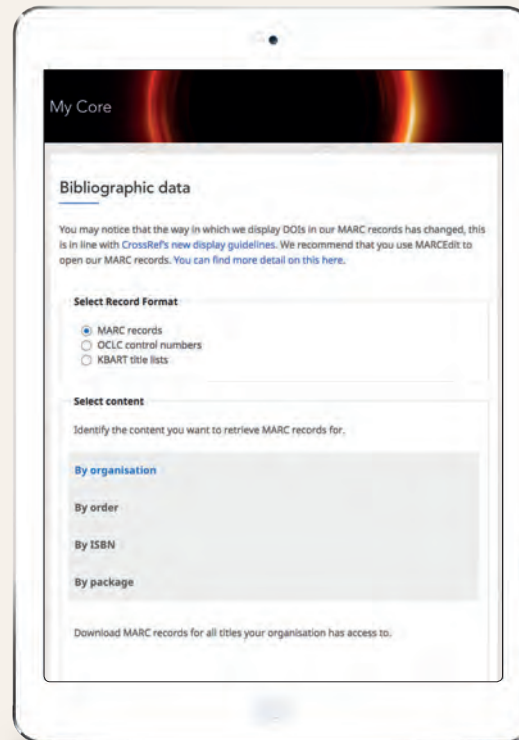 My Core
Bibliographic data
You may notice that the way in which we display DOIs in our MARC records has changed, this
is in line with CrossRef's new display guidelines. We recommend that you use MARCEdit to
open our MARC records. You can find more detail on this here.
Select Record Format
MARC records
OCLC control numbers
KBART title lists
Select content
Identify the content you want to retrieve MARC records for.
By organisation
By order
By ISBN
By package
Download MARC records for all titles your organisation has access to.